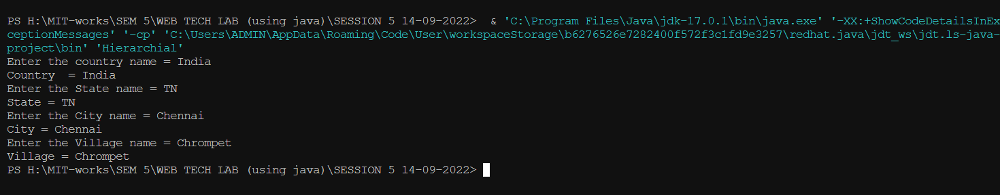 PS H:\MIT-works\SEM 5\WEB TECH LAB (using java)\SESSION 5 14-09-2022>  & 'C:\Program Files\Java\jdk-17.0.1\bin\java.exe' '-XX:+ShowCodeDetailsInEx
ceptionMessages' '-cp' 'C:\Users\ADMIN\AppData\Roaming\Code\User\workspaceStorage\b6276526e7282400f572f3c1fd9e3257\redhat.java\jdt_ws\jdt.ls-java-
project\bin' 'Hierarchial'
Enter the country name = India
Country  = India
Enter the State name = TN
State = TN
Enter the City name = Chennai
City = Chennai
Enter the Village name = Chrompet
Village = Chrompet
PS H:\MIT-works\SEM 5\WEB TECH LAB (using java)\SESSION 5 14-09-2022>